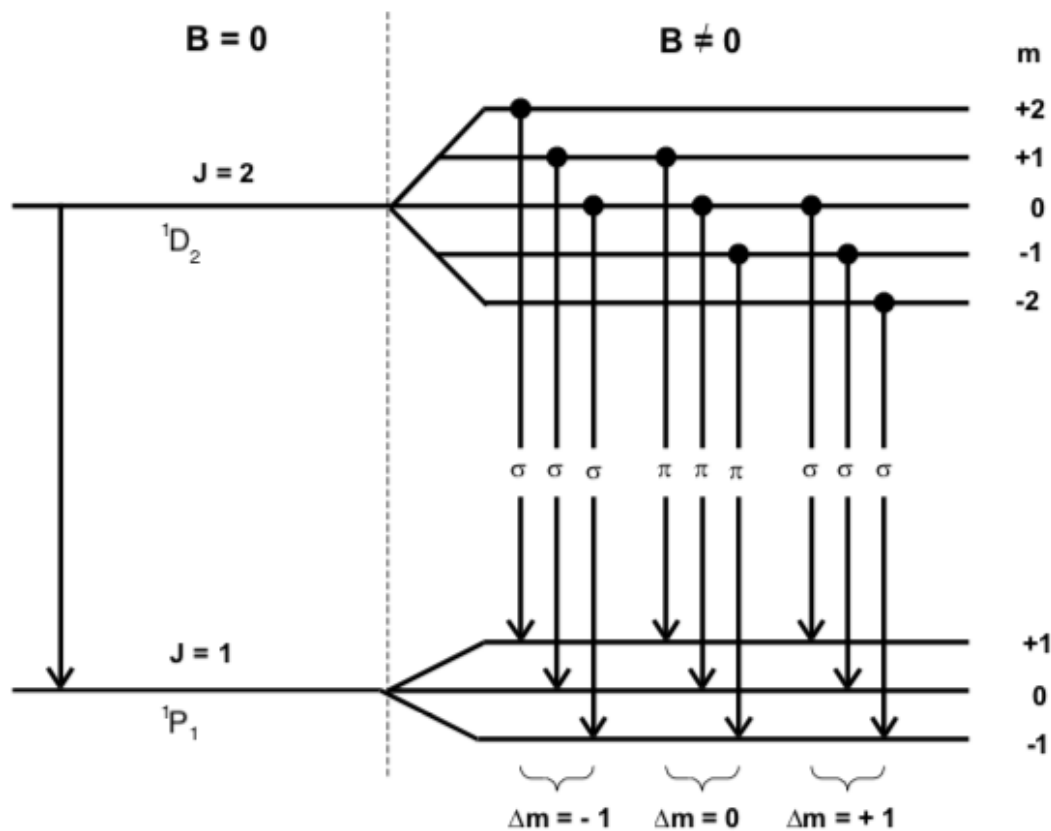 B = 0
B ≠ 0
m
+2
+1
J = 2
0
¹D₂
-1
-2
σ σ σ π π π σ σ σ
J = 1
+1
0
¹P₁
-1
Δm = - 1 Δm = 0 Δm = + 1